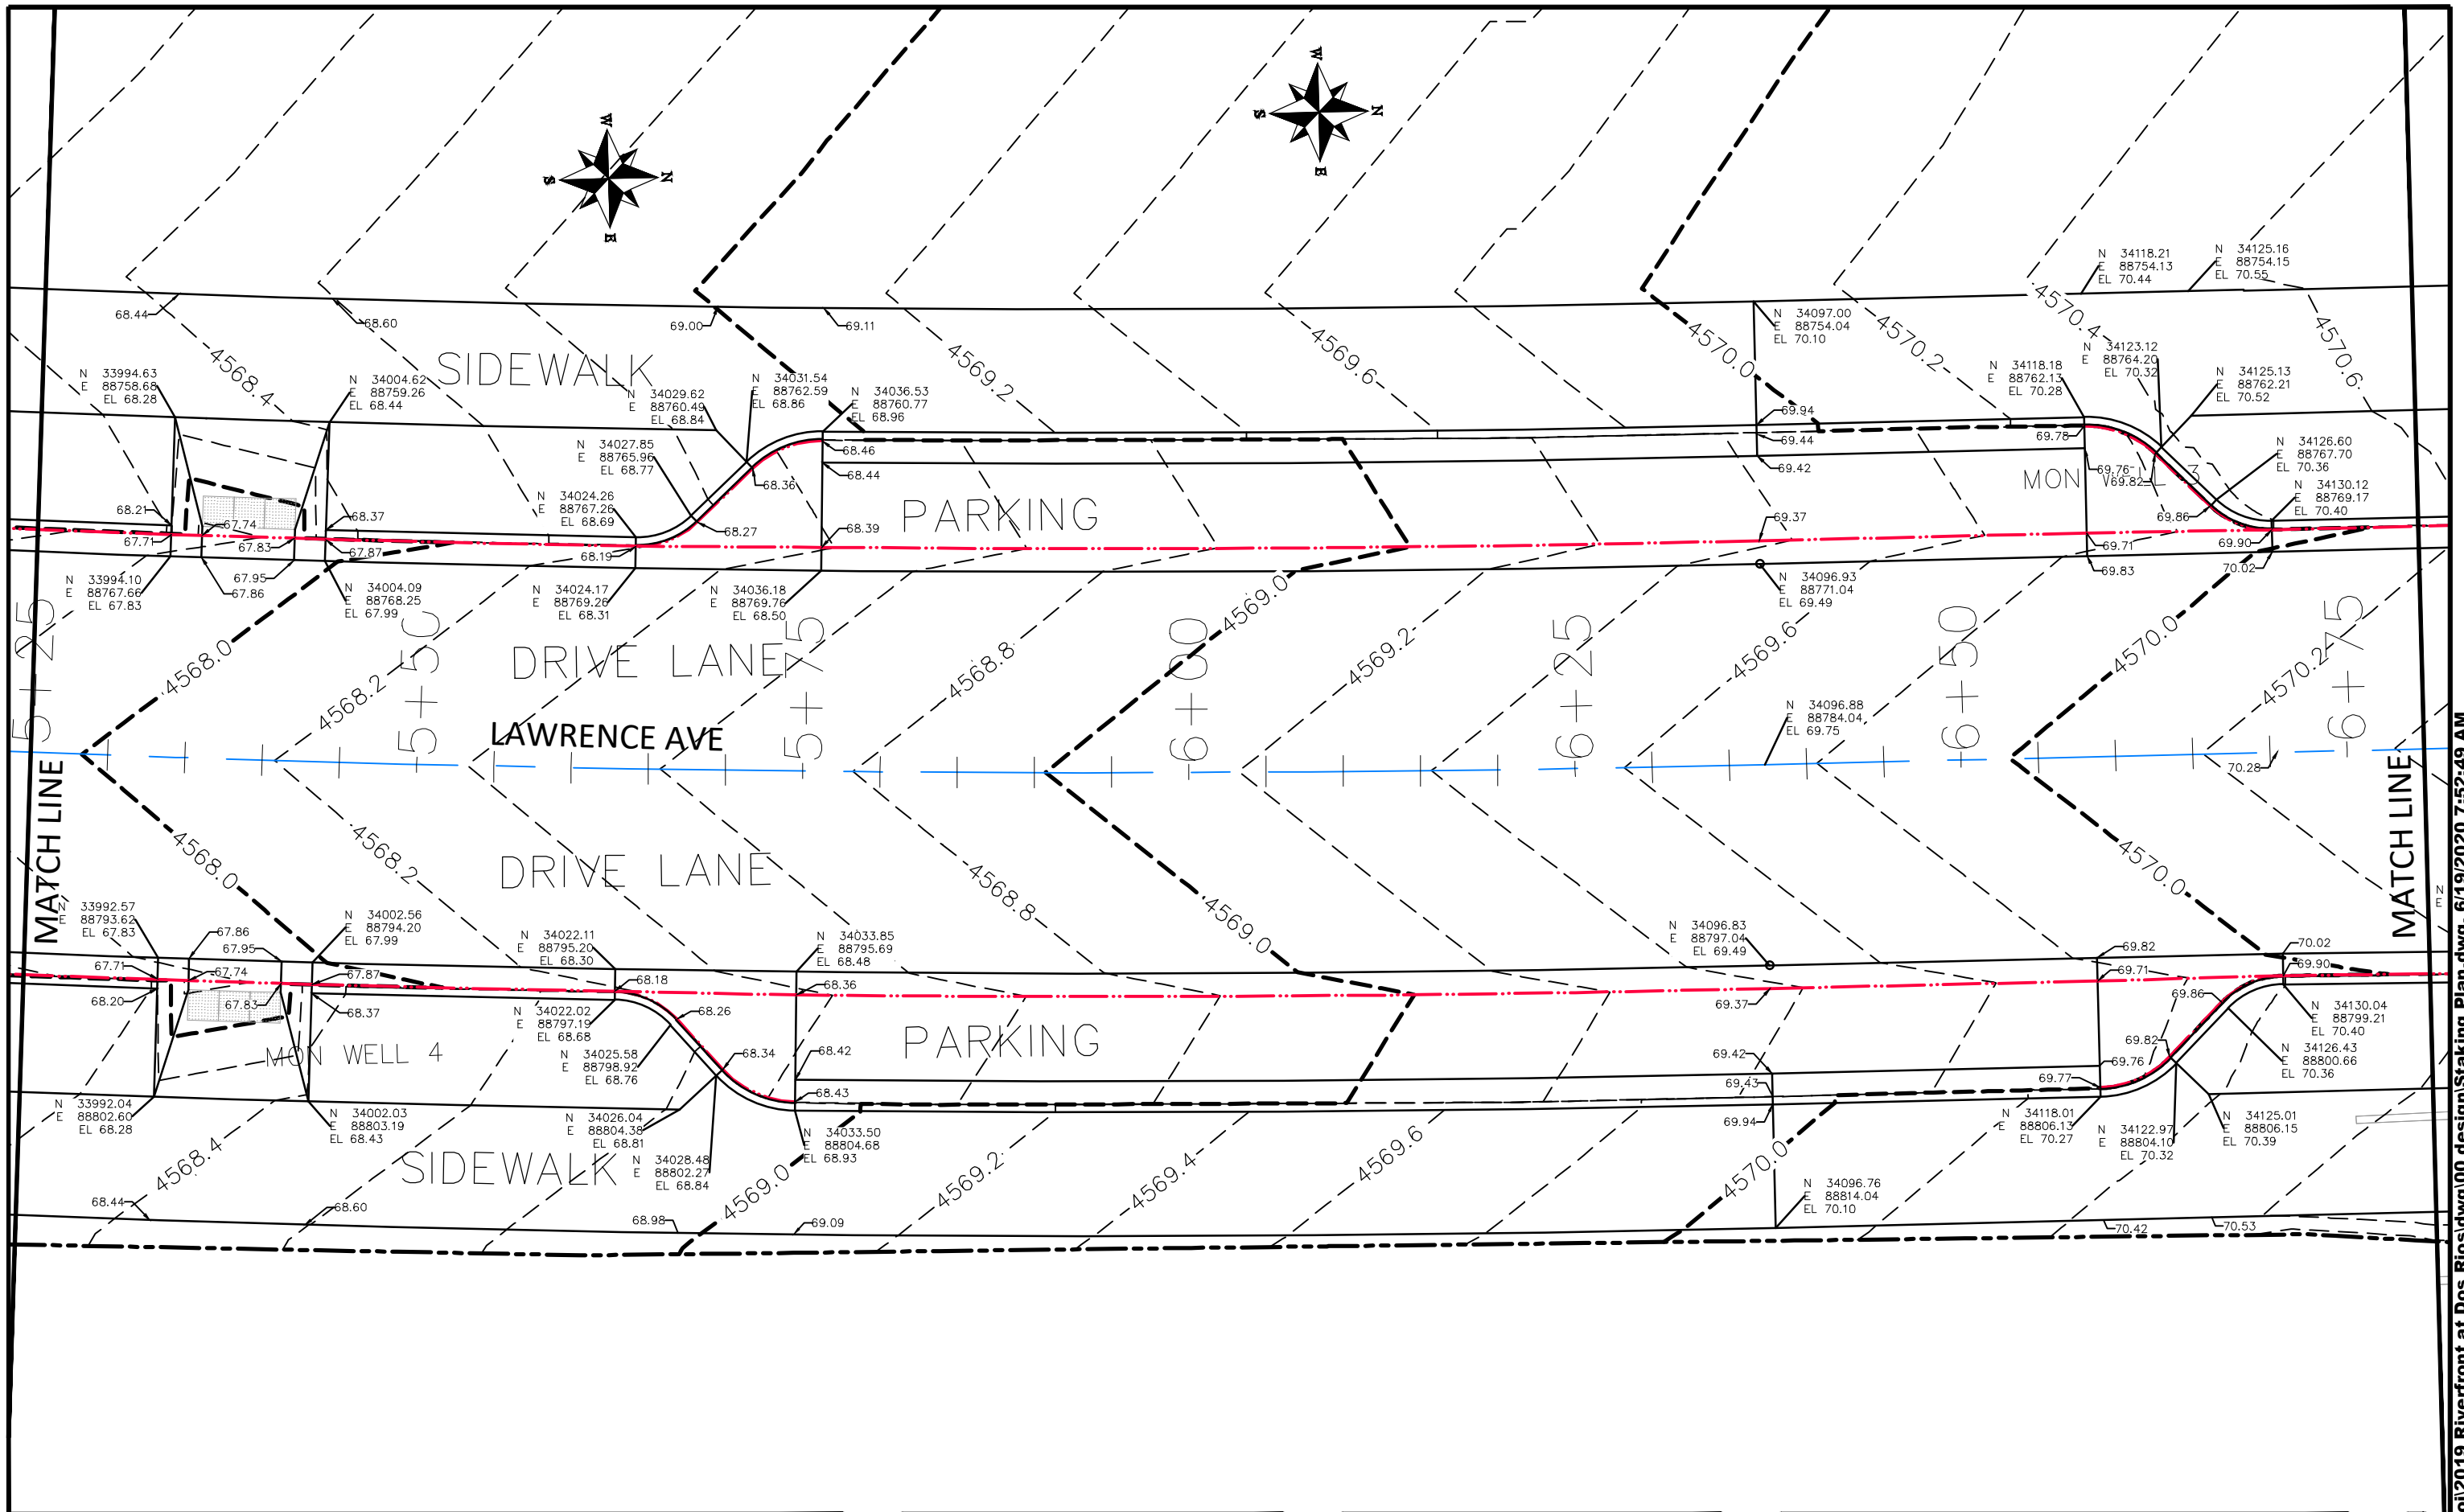 W
N
S
E
W
N
S
E
N 34118.21
E 88754.13
EL 70.44
N 34125.16
E 88754.15
EL 70.55
68.44
68.60
69.00
69.11
N 34097.00
E 88754.04
EL 70.10
4570.4
4570.6
4570.0
4570.2
4568.4
SIDEWALK
4569.2
4569.6
N 33994.63
E 88758.68
EL 68.28
N 34004.62
E 88759.26
EL 68.44
N 34029.62
E 88760.49
EL 68.84
N 34031.54
E 88762.59
EL 68.86
N 34036.53
E 88760.77
EL 68.96
N 34118.18
E 88762.13
EL 70.28
N 34123.12
E 88764.20
EL 70.32
N 34125.13
E 88762.21
EL 70.52
69.94
69.44
69.42
69.78
N 34027.85
E 88765.96
EL 68.77
68.46
68.44
68.36
N 34126.60
E 88767.70
EL 70.36
69.76
69.82
MON WELL 3
N 34024.26
E 88767.26
EL 68.69
N 34130.12
E 88769.17
EL 70.40
PARKING
68.21
67.74
68.37
68.27
68.39
69.37
69.86
67.71
67.83
67.87
68.19
69.71
69.90
N 33994.10
E 88767.66
EL 67.83
67.95
67.86
N 34004.09
E 88768.25
EL 67.99
N 34024.17
E 88769.26
EL 68.31
N 34036.18
E 88769.76
EL 68.50
N 34096.93
E 88771.04
EL 69.49
69.83
70.02
5+25
5+50
5+75
6+00
6+25
6+50
6+75
4568.0
4568.2
DRIVE LANE
4568.8
4569.0
4569.2
4569.6
4570.0
4570.2
N 34096.88
E 88784.04
EL 69.75
LAWRENCE AVE
70.28
MATCH LINE
MATCH LINE
4568.0
4568.2
DRIVE LANE
4568.8
4569.0
4570.0
N 33992.57
E 88793.62
EL 67.83
67.86
67.95
N 34002.56
E 88794.20
EL 67.99
N 34022.11
E 88795.20
EL 68.30
N 34033.85
E 88795.69
EL 68.48
N 34096.83
E 88797.04
EL 69.49
69.82
70.02
N
E
67.71
67.74
67.87
68.18
68.36
69.37
69.71
69.90
68.20
67.83
68.37
68.26
69.86
N 34022.02
E 88797.19
EL 68.68
N 34130.04
E 88799.21
EL 70.40
PARKING
MON WELL 4
N 34025.58
E 88798.92
EL 68.76
68.34
68.42
69.42
69.82
69.76
N 34126.43
E 88800.66
EL 70.36
68.43
69.43
69.77
69.94
N 33992.04
E 88802.60
EL 68.28
N 34002.03
E 88803.19
EL 68.43
N 34026.04
E 88804.38
EL 68.81
N 34033.50
E 88804.68
EL 68.93
N 34118.01
E 88806.13
EL 70.27
N 34122.97
E 88804.10
EL 70.32
N 34125.01
E 88806.15
EL 70.39
N 34028.48
E 88802.27
EL 68.84
4568.4
SIDEWALK
4569.0
4569.2
4569.4
4569.6
4570.0
N 34096.76
E 88814.04
EL 70.10
68.44
68.60
68.98
69.09
70.42
70.53
2019 Riverfront at Dos Rios\dwg\00 design\Staking Plan.dwg, 6/19/2020 7:52:49 AM